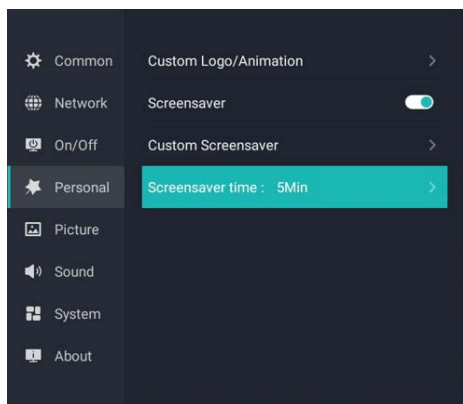 Common
Network
On/Off
Personal
Picture
Sound
System
About
Custom Logo/Animation
Screensaver
Custom Screensaver
Screensaver time : 5Min